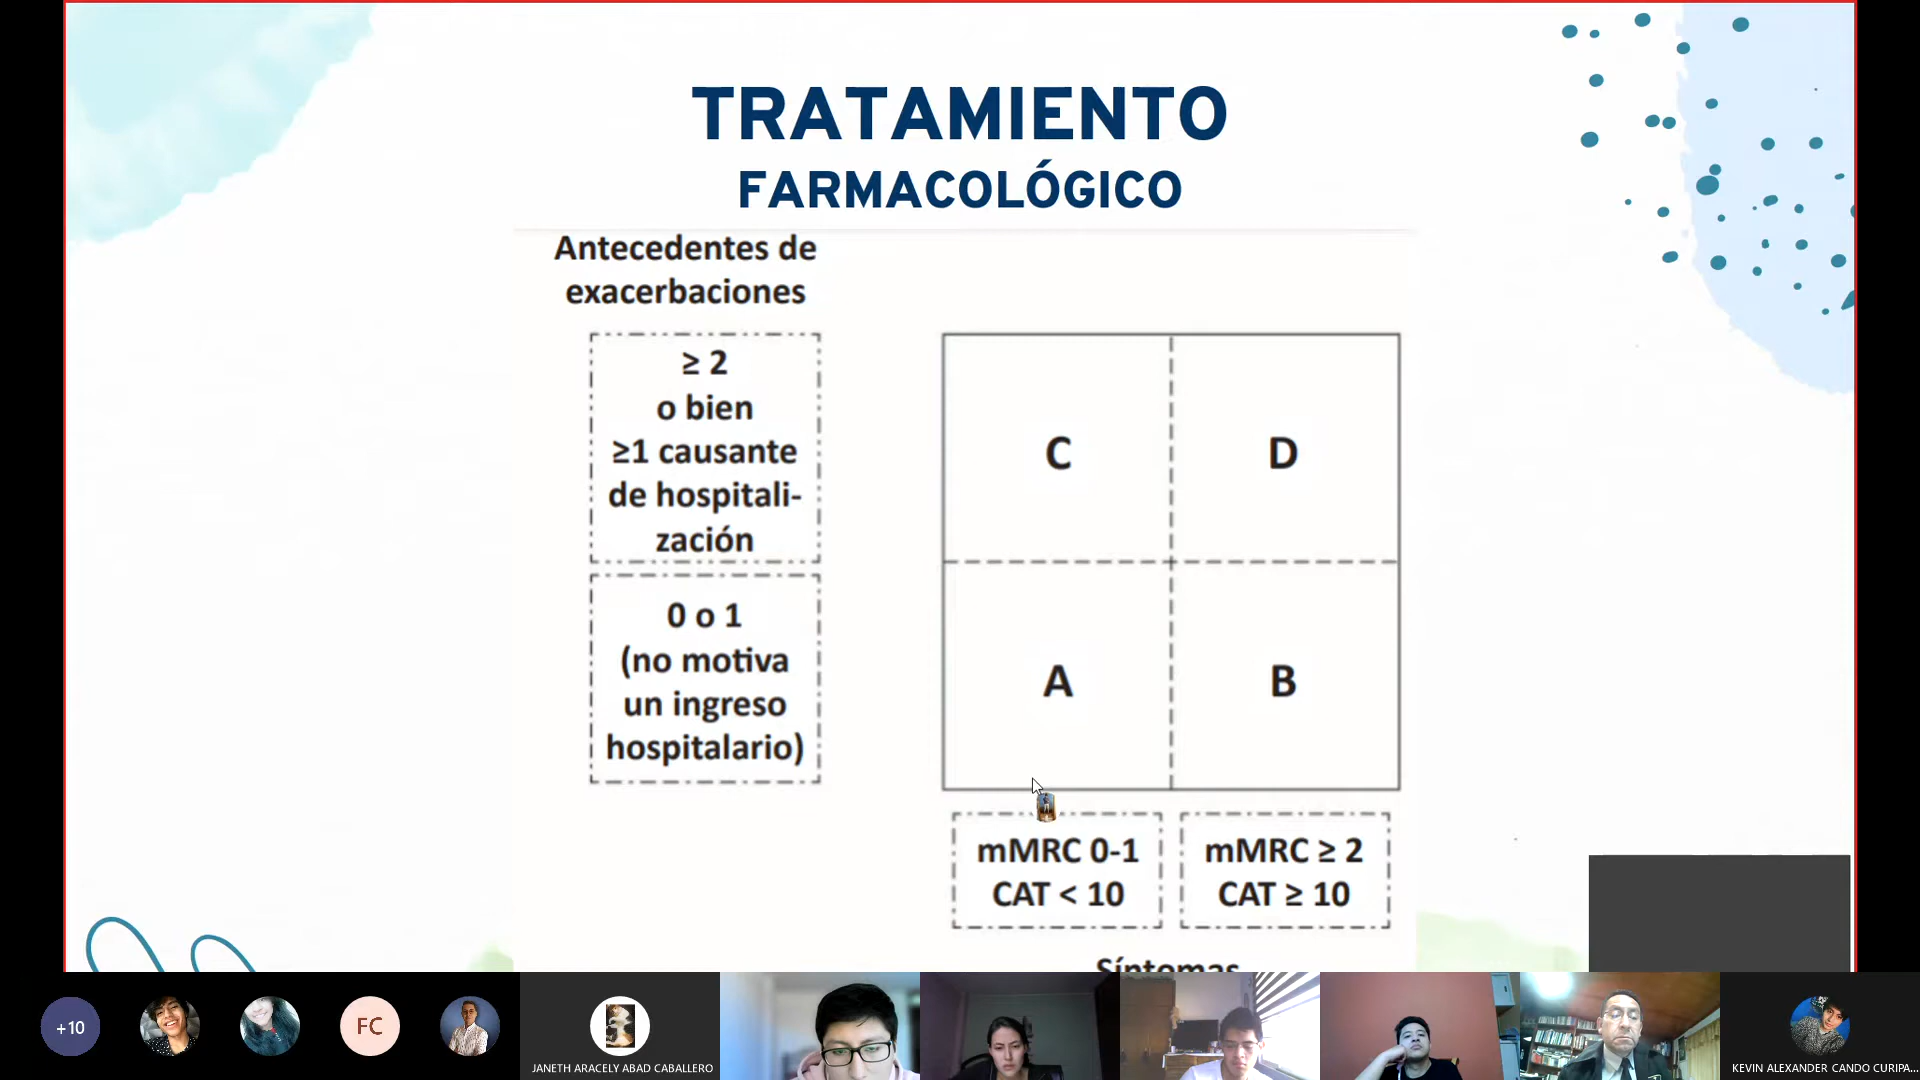 TRATAMIENTO
FARMACOLÓGICO
Antecedentes de
exacerbaciones
≥ 2
o bien
≥1 causante
de hospitali-
zación
C
D
0 o 1
(no motiva
un ingreso
hospitalario)
A
B
mMRC 0-1
CAT < 10
mMRC ≥ 2
CAT ≥ 10
Síntomas
+10
FC
JANETH ARACELY ABAD CABALLERO
KEVIN ALEXANDER CANDO CURIPA...